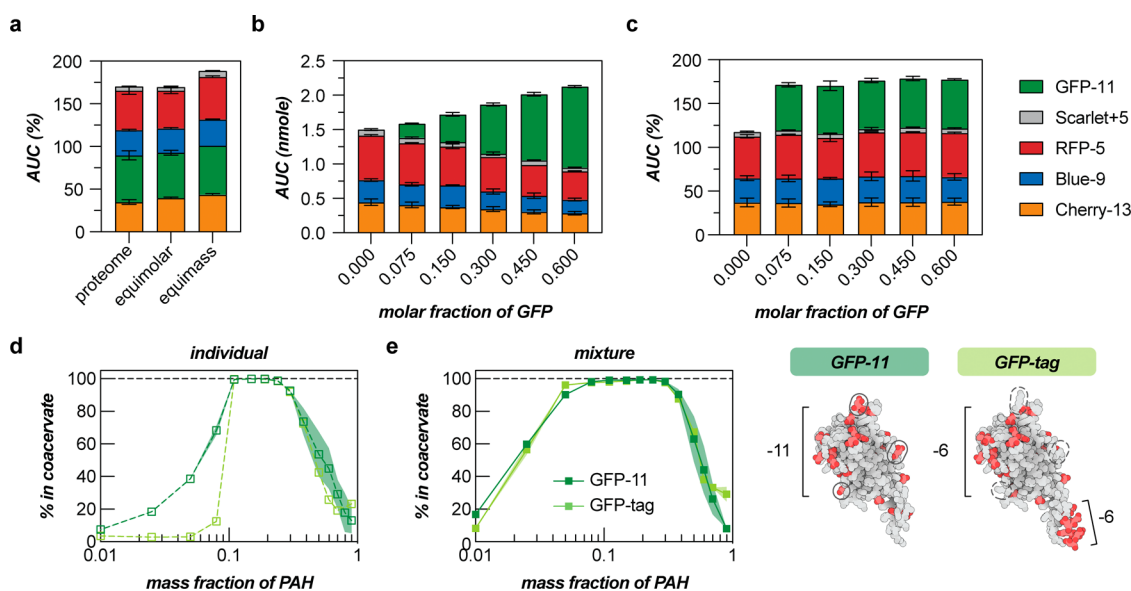 a
AUC (%)
200
150
100
50
0
proteome
equimolar
equimass
b
AUC (nmole)
2.5
2.0
1.5
1.0
0.5
0.0
0.000
0.075
0.150
0.300
0.450
0.600
molar fraction of GFP
c
AUC (%)
200
150
100
50
0
0.000
0.075
0.150
0.300
0.450
0.600
molar fraction of GFP
GFP-11
Scarlet+5
RFP-5
Blue-9
Cherry-13
d
individual
% in coacervate
100
80
60
40
20
0
0.01
0.1
1
mass fraction of PAH
e
mixture
% in coacervate
100
80
60
40
20
0
GFP-11
GFP-tag
0.01
0.1
1
mass fraction of PAH
GFP-11
-11
GFP-tag
-6
-6